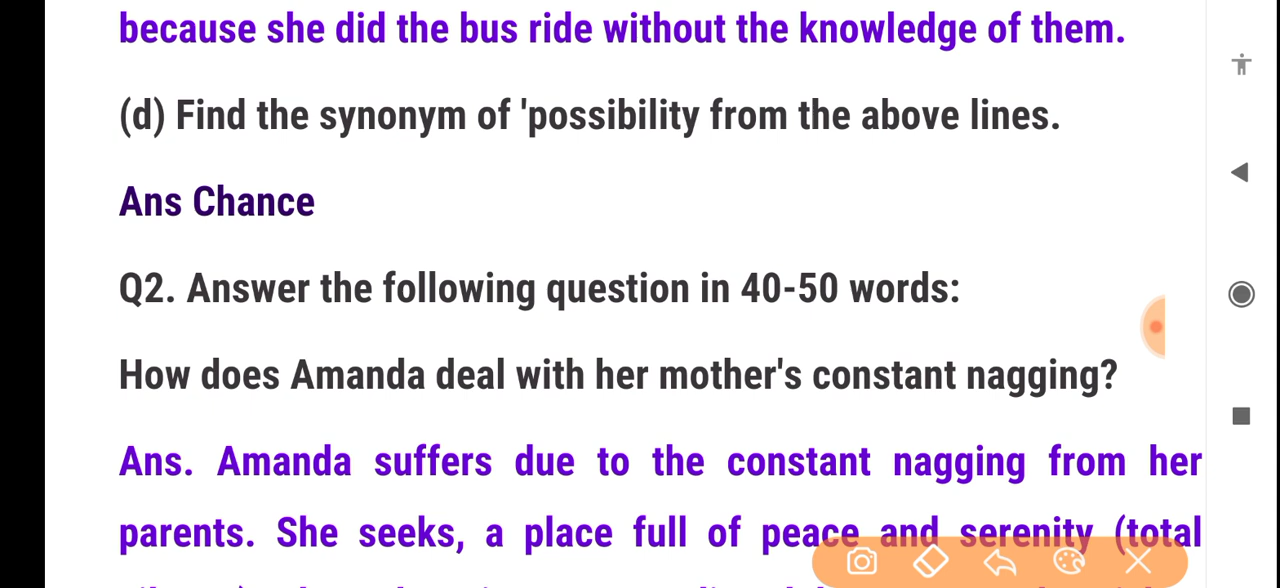 because she did the bus ride without the knowledge of them.
(d) Find the synonym of 'possibility from the above lines.
Ans Chance
Q2. Answer the following question in 40-50 words:
How does Amanda deal with her mother's constant nagging?
Ans. Amanda suffers due to the constant nagging from her
parents. She seeks, a place full of peace and serenity (total